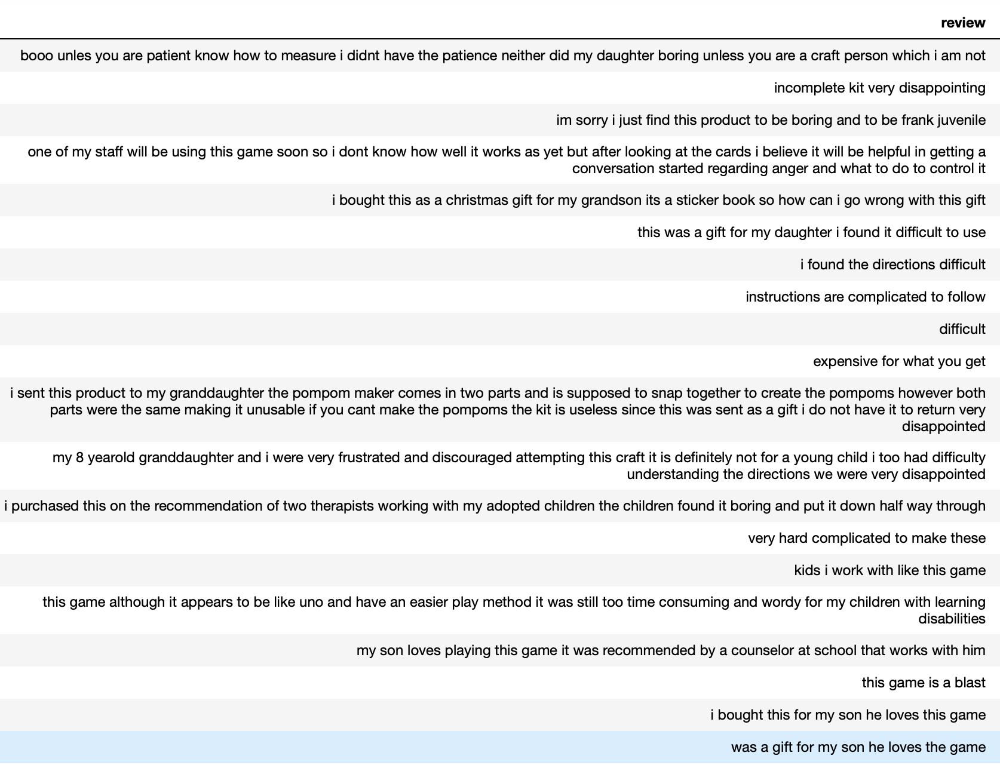 review
booo unles you are patient know how to measure i didnt have the patience neither did my daughter boring unless you are a craft person which i am not
incomplete kit very disappointing
im sorry i just find this product to be boring and to be frank juvenile
one of my staff will be using this game soon so i dont know how well it works as yet but after looking at the cards i believe it will be helpful in getting a
conversation started regarding anger and what to do to control it
i bought this as a christmas gift for my grandson its a sticker book so how can i go wrong with this gift
this was a gift for my daughter i found it difficult to use
i found the directions difficult
instructions are complicated to follow
difficult
expensive for what you get
i sent this product to my granddaughter the pompom maker comes in two parts and is supposed to snap together to create the pompoms however both
parts were the same making it unusable if you cant make the pompoms the kit is useless since this was sent as a gift i do not have it to return very
disappointed
my 8 yearold granddaughter and i were very frustrated and discouraged attempting this craft it is definitely not for a young child i too had difficulty
understanding the directions we were very disappointed
i purchased this on the recommendation of two therapists working with my adopted children the children found it boring and put it down half way through
very hard complicated to make these
kids i work with like this game
this game although it appears to be like uno and have an easier play method it was still too time consuming and wordy for my children with learning
disabilities
my son loves playing this game it was recommended by a counselor at school that works with him
this game is a blast
i bought this for my son he loves this game
was a gift for my son he loves the game